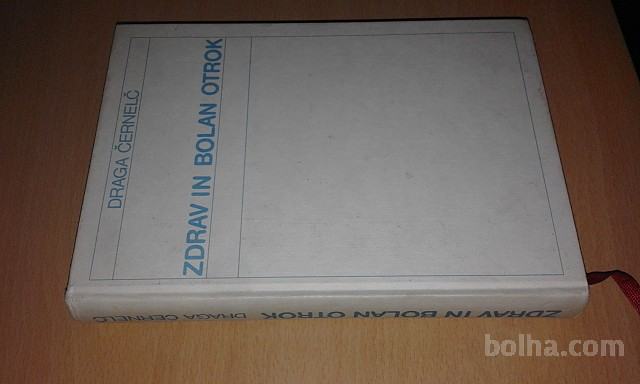 DRAGA ČERNELČ
ZDRAV IN BOLAN OTROK
DRAGA ČERNELČ ZDRAV IN BOLAN OTROK
bolha.com